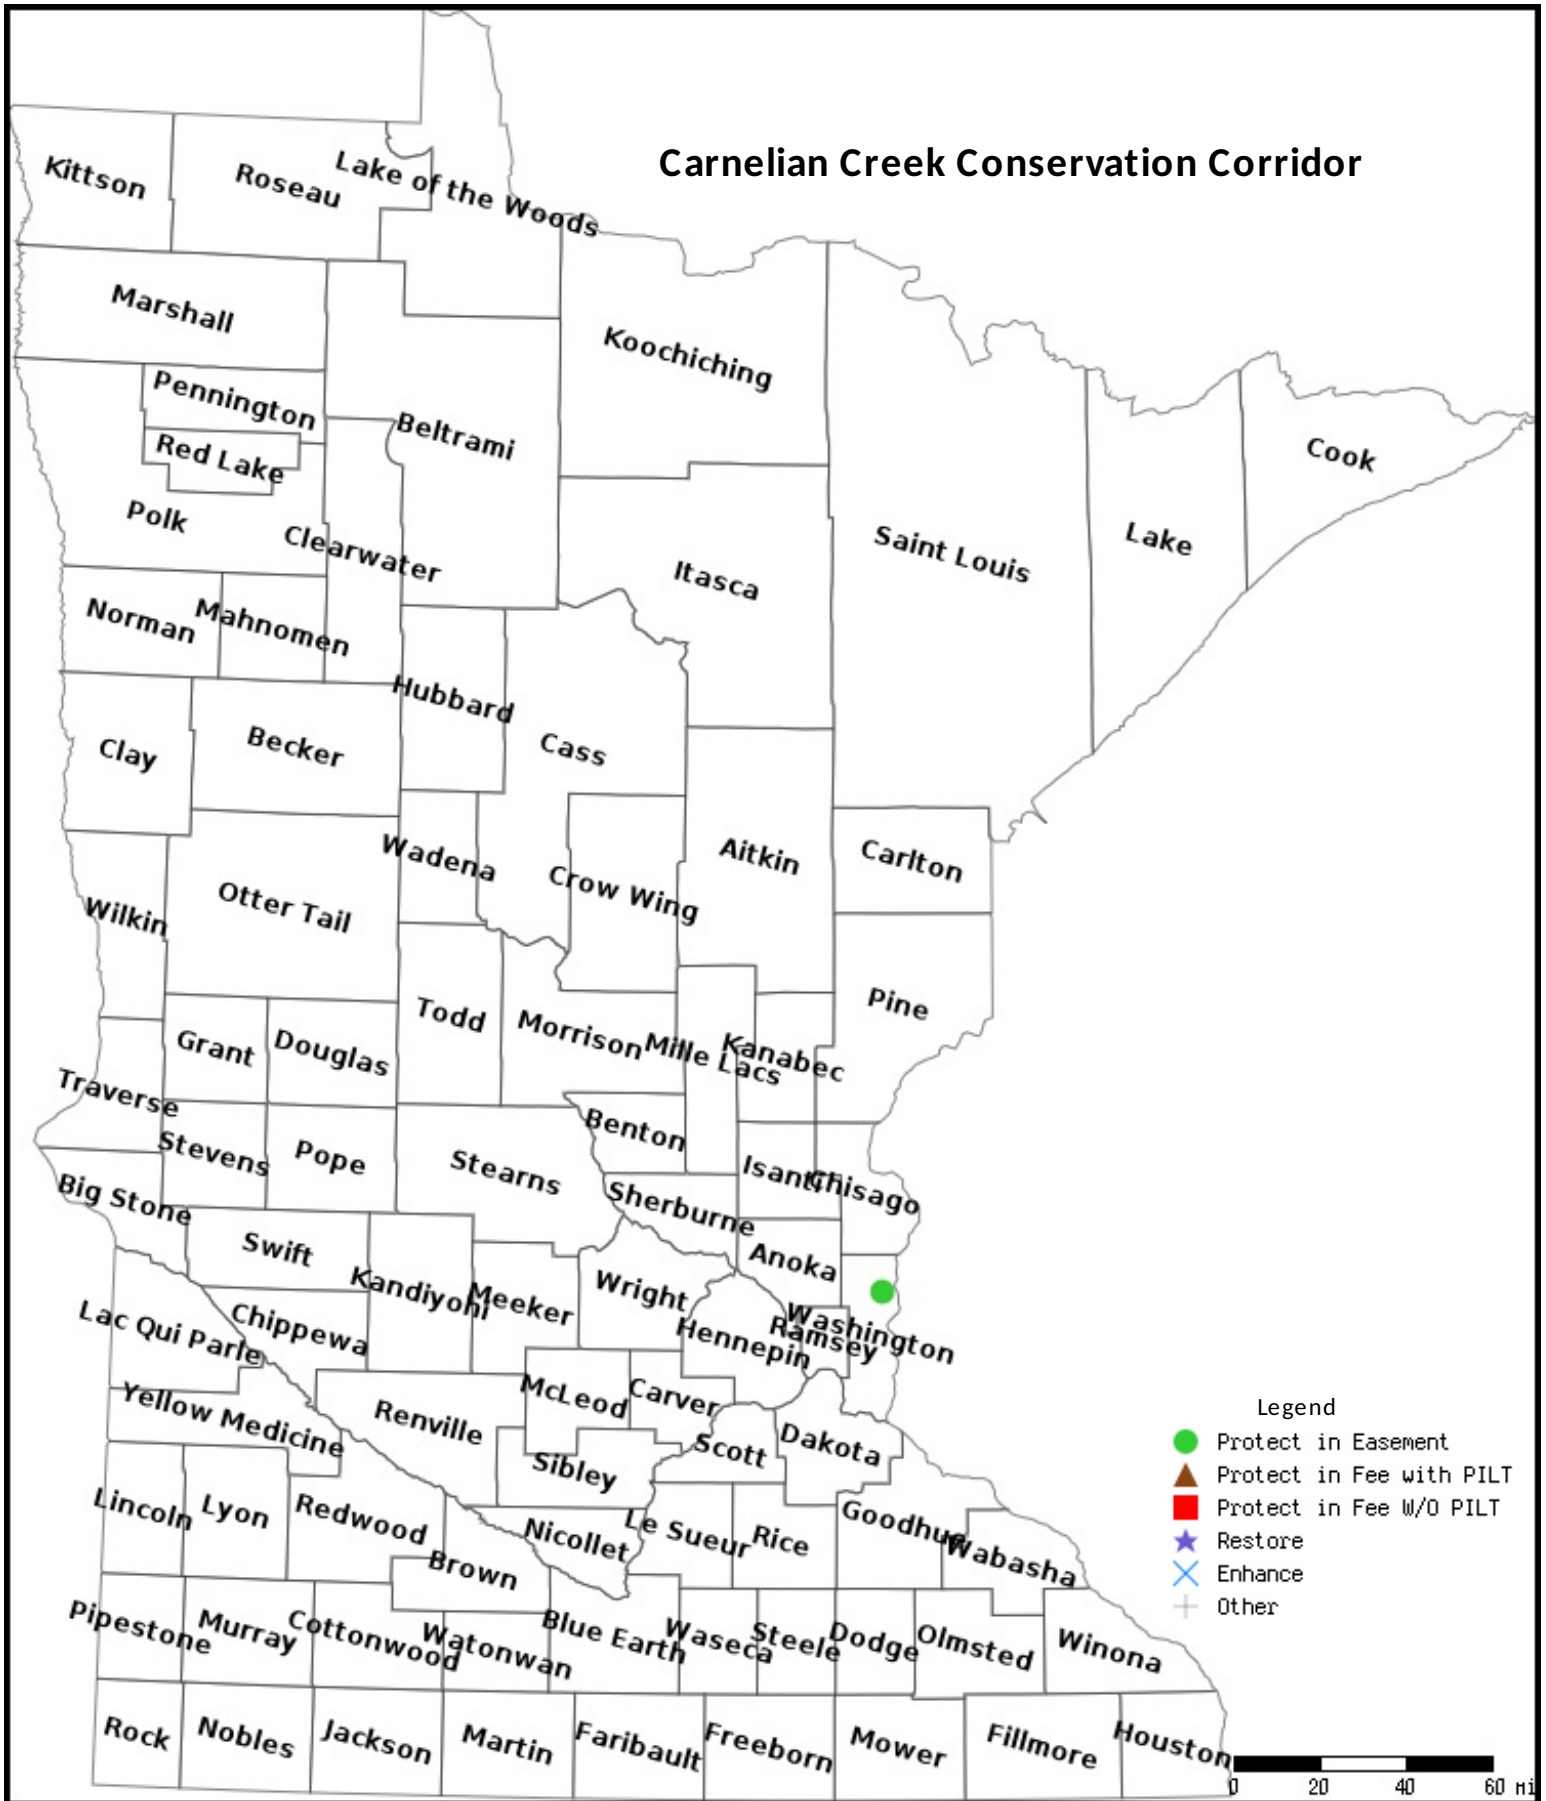 Carnelian Creek Conservation Corridor
Kittson
Roseau
Lake of the Woods
Marshall
Koochiching
Pennington
Beltrami
Red Lake
Cook
Polk
Clearwater
Saint Louis
Lake
Itasca
Norman
Mahnomen
Hubbard
Clay
Becker
Cass
Wadena
Aitkin
Carlton
Crow Wing
Otter Tail
Wilkin
Pine
Todd
Morrison
Mille Lacs
Kanabec
Grant
Douglas
Traverse
Benton
Stevens
Pope
Stearns
Isanti
Chisago
Big Stone
Sherburne
Swift
Anoka
Kandiyohi
Meeker
Wright
Lac Qui Parle
Chippewa
Washington
Ramsey
Hennepin
Yellow Medicine
McLeod
Carver
Renville
Scott
Dakota
Sibley
Lincoln
Lyon
Redwood
Nicollet
Le Sueur
Rice
Goodhue
Wabasha
Brown
Pipestone
Murray
Cottonwood
Watonwan
Blue Earth
Waseca
Steele
Dodge
Olmsted
Winona
Rock
Nobles
Jackson
Martin
Faribault
Freeborn
Mower
Fillmore
Houston
Legend
Protect in Easement
Protect in Fee with PILT
Protect in Fee W/O PILT
Restore
Enhance
Other
0 20 40 60 mi